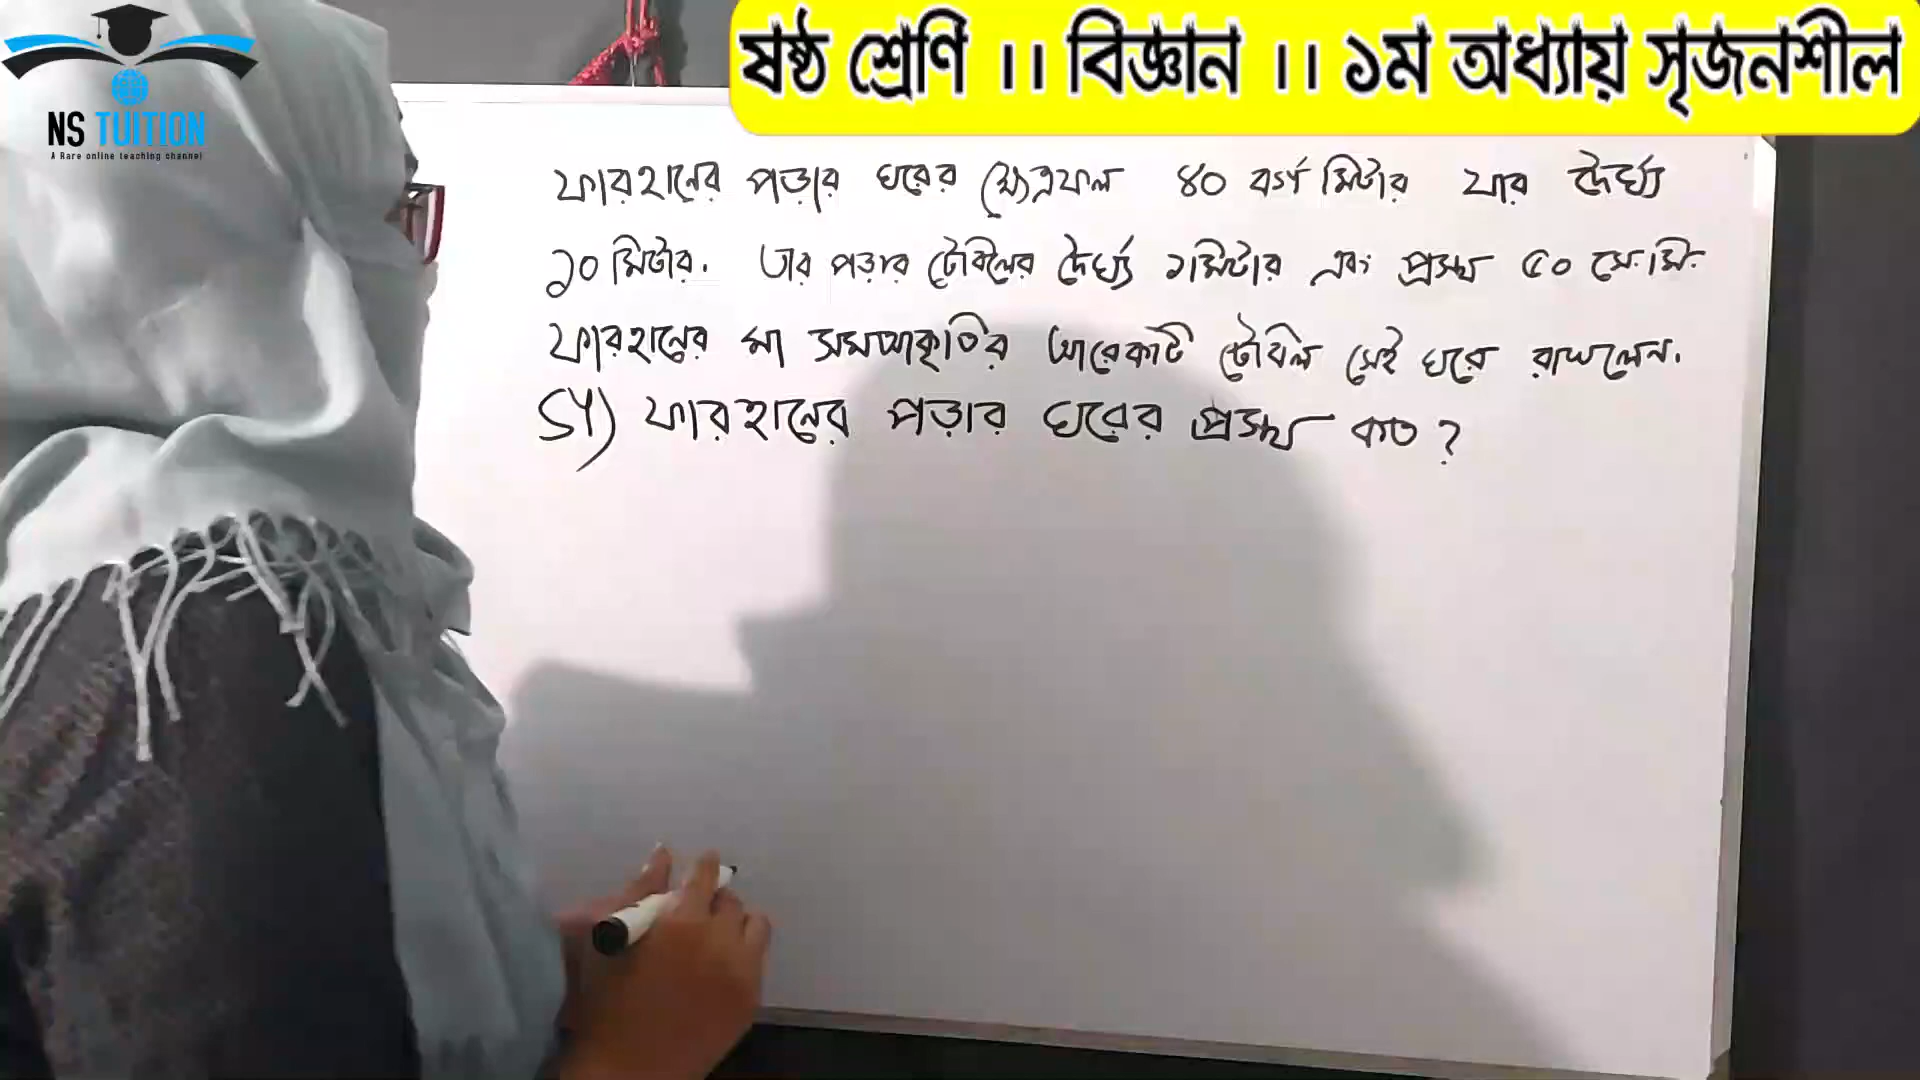 ষষ্ঠ শ্রেণি ।। বিজ্ঞান ।। ১ম অধ্যায় সৃজনশীল
NS TUITION
A Rare online teaching channel
ফারহানের পড়ার ঘরের ক্ষেত্রফল ৪০ বর্গ মিটার যার দৈর্ঘ্য
১০ মিটার. তার পড়ার টেবিলের দৈর্ঘ্য ১মিটার এবং প্রস্থ ৫০ সেঃমিঃ
ফারহানের মা সমআকৃতির আরেকটি টেবিল সেই ঘরে রাখলেন.
গ) ফারহানের পড়ার ঘরের প্রস্থ কত ?